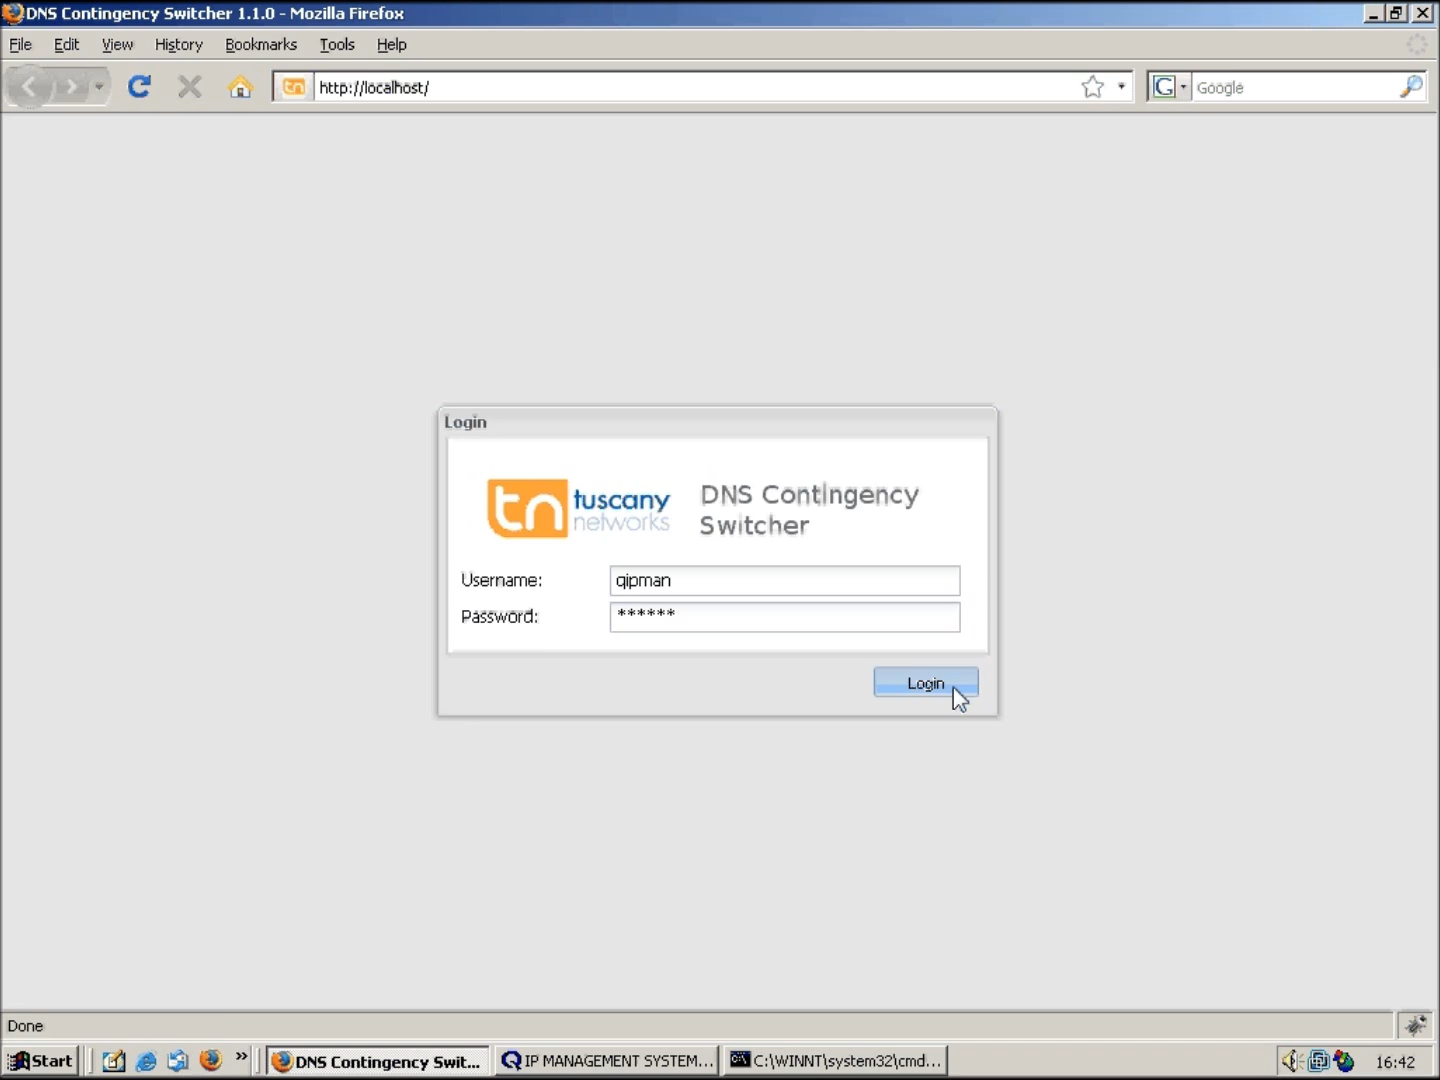 DNS Contingency Switcher 1.1.0 - Mozilla Firefox
File Edit View History Bookmarks Tools Help
tn http://localhost/ G Google
Login
tn tuscany networks
DNS Contingency
Switcher
Username: qipman
Password: ******
Login
Done
Start » DNS Contingency Swit... IP MANAGEMENT SYSTEM... C:\WINNT\system32\cmd... 16:42